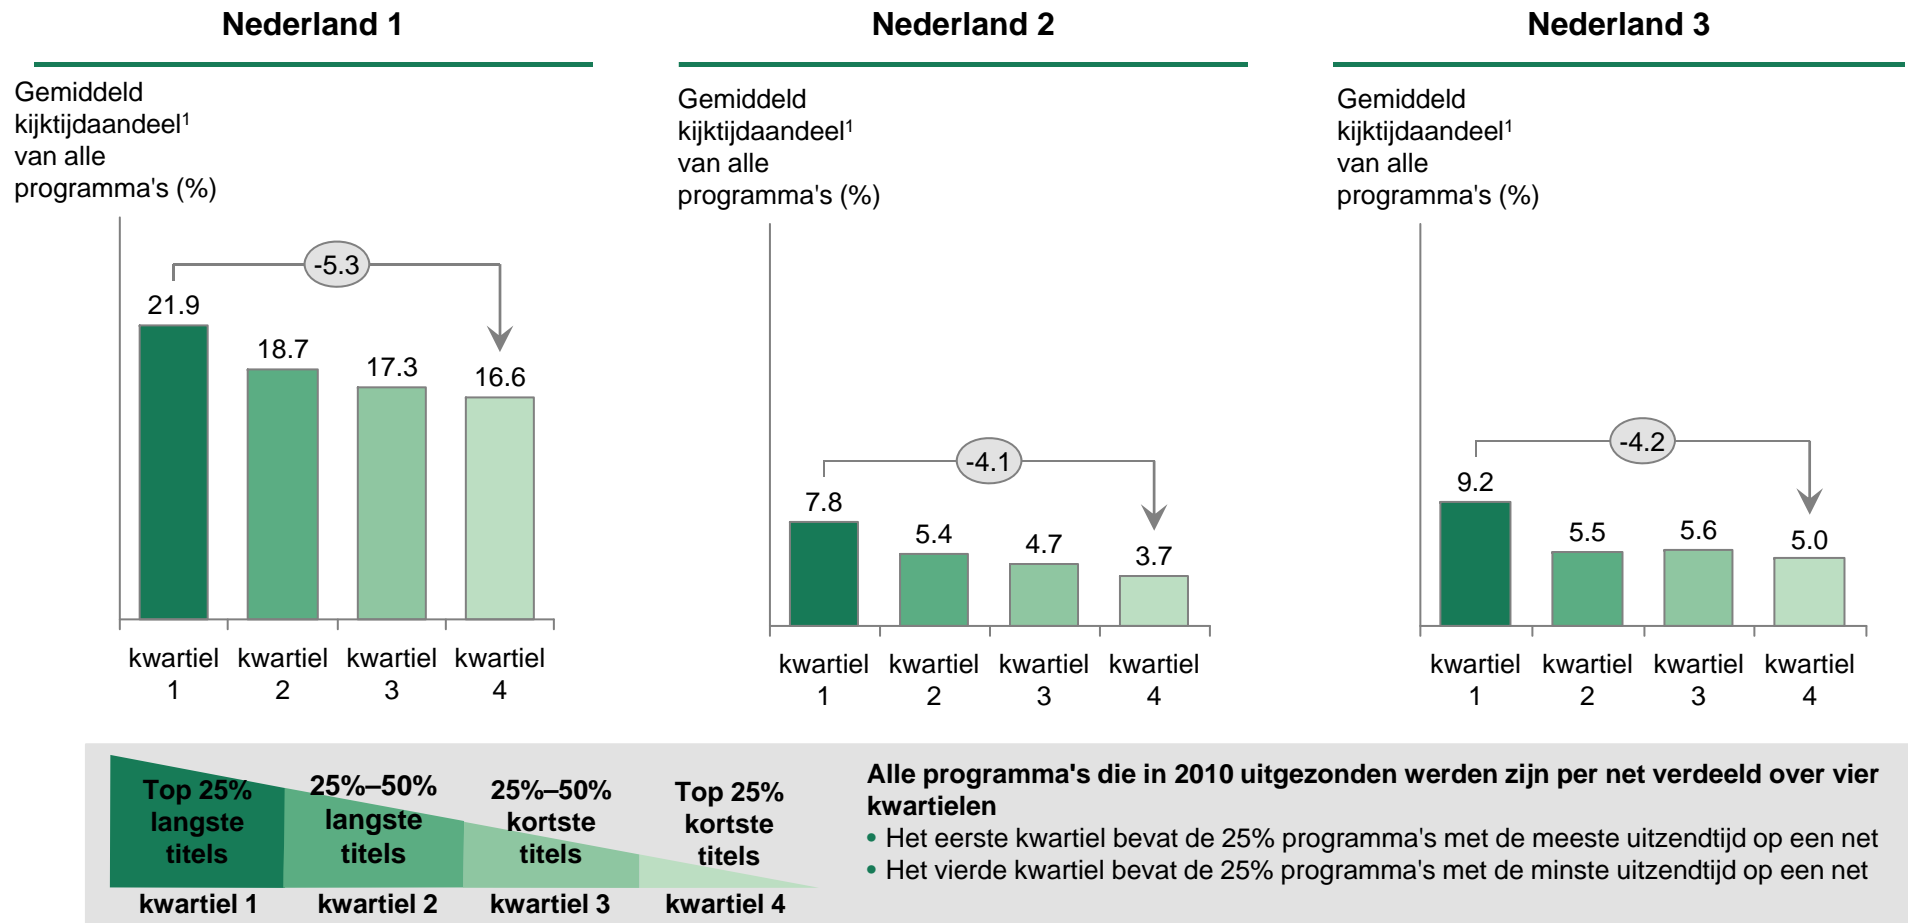 Nederland 1
Gemiddeld
kijktijdaandeel¹
van alle
programma's (%)
-5.3
21.9
18.7
17.3
16.6
kwartiel kwartiel kwartiel kwartiel
1 2 3 4
Nederland 2
Gemiddeld
kijktijdaandeel¹
van alle
programma's (%)
-4.1
7.8
5.4
4.7
3.7
kwartiel kwartiel kwartiel kwartiel
1 2 3 4
Nederland 3
Gemiddeld
kijktijdaandeel¹
van alle
programma's (%)
-4.2
9.2
5.5
5.6
5.0
kwartiel kwartiel kwartiel kwartiel
1 2 3 4
Top 25%
langste
titels
kwartiel 1
25%–50%
langste
titels
kwartiel 2
25%–50%
kortste
titels
kwartiel 3
Top 25%
kortste
titels
kwartiel 4
Alle programma's die in 2010 uitgezonden werden zijn per net verdeeld over vier
kwartielen
• Het eerste kwartiel bevat de 25% programma's met de meeste uitzendtijd op een net
• Het vierde kwartiel bevat de 25% programma's met de minste uitzendtijd op een net